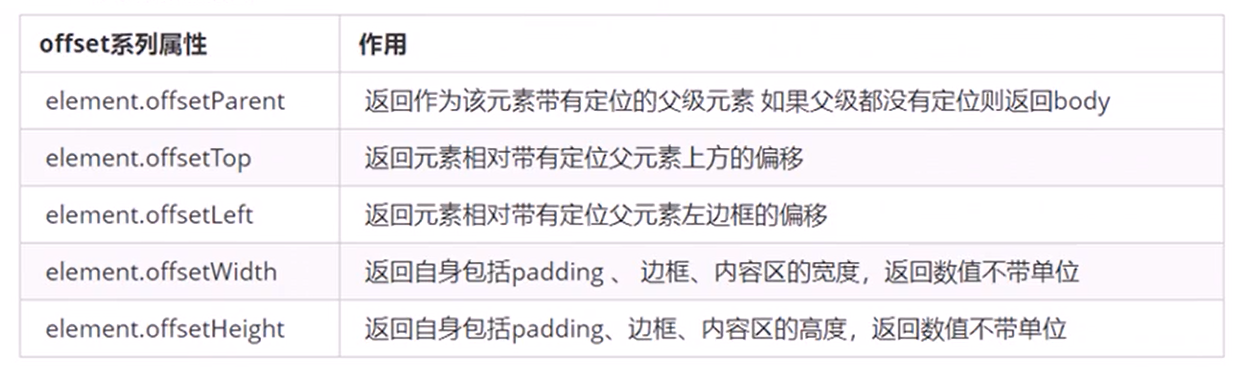 offset系列属性 作用
element.offsetParent 返回作为该元素带有定位的父级元素 如果父级都没有定位则返回body
element.offsetTop 返回元素相对带有定位父元素上方的偏移
element.offsetLeft 返回元素相对带有定位父元素左边框的偏移
element.offsetWidth 返回自身包括padding 、 边框、内容区的宽度，返回数值不带单位
element.offsetHeight 返回自身包括padding、边框、内容区的高度，返回数值不带单位